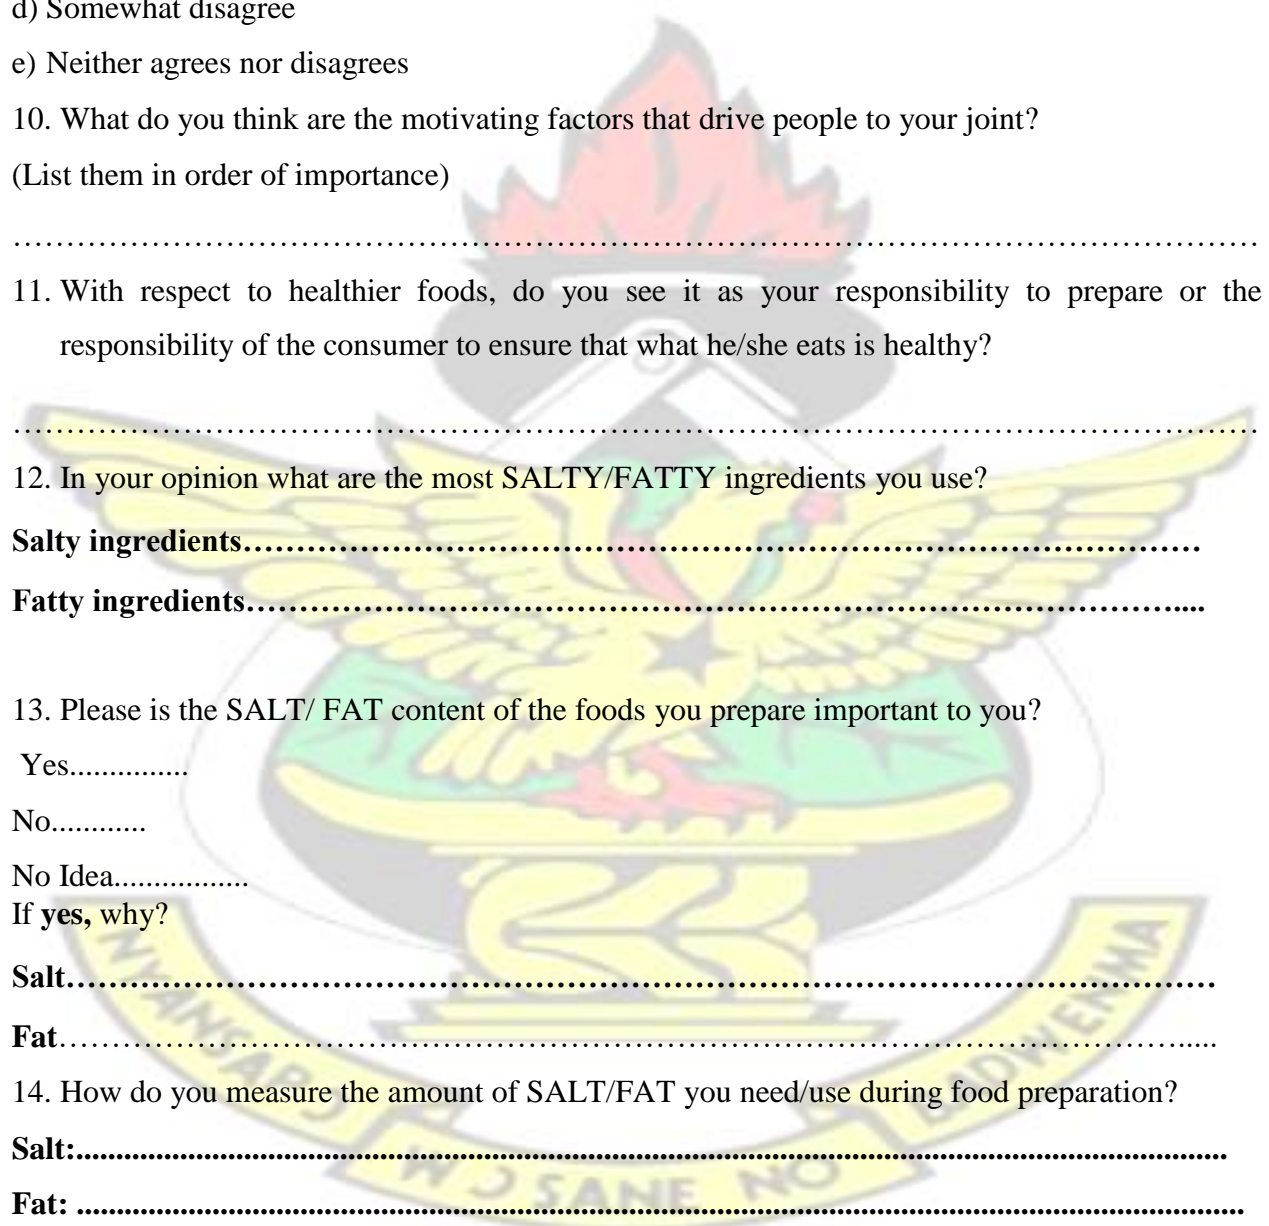 d) Somewhat disagree
e) Neither agrees nor disagrees
10. What do you think are the motivating factors that drive people to your joint?
(List them in order of importance)
……………………………………………………………………………………………………
11. With respect to healthier foods, do you see it as your responsibility to prepare or the
responsibility of the consumer to ensure that what he/she eats is healthy?
……………………………………………………………………………………………………
12. In your opinion what are the most SALTY/FATTY ingredients you use?
Salty ingredients……………………………………………………………………………
Fatty ingredients…………………………………………………………………………....
13. Please is the SALT/ FAT content of the foods you prepare important to you?
Yes...............
No............
No Idea.................
If yes, why?
Salt……………………………………………………………………………………………
Fat…………………………………………………………………………………………….....
14. How do you measure the amount of SALT/FAT you need/use during food preparation?
Salt:.................................................................................................................................
Fat: ..................................................................................................................................
NYANSAPƆ WƆSANE NO BADWENMA